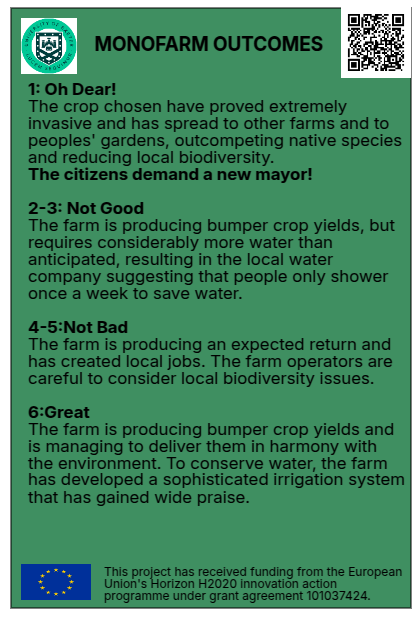 MONOFARM OUTCOMES
1: Oh Dear!
The crop chosen have proved extremely
invasive and has spread to other farms and to
peoples' gardens, outcompeting native species
and reducing local biodiversity.
The citizens demand a new mayor!
2-3: Not Good
The farm is producing bumper crop yields, but
requires considerably more water than
anticipated, resulting in the local water
company suggesting that people only shower
once a week to save water.
4-5:Not Bad
The farm is producing an expected return and
has created local jobs. The farm operators are
careful to consider local biodiversity issues.
6:Great
The farm is producing bumper crop yields and
is managing to deliver them in harmony with
the environment. To conserve water, the farm
has developed a sophisticated irrigation system
that has gained wide praise.
This project has received funding from the European
Union's Horizon H2020 innovation action
programme under grant agreement 101037424.